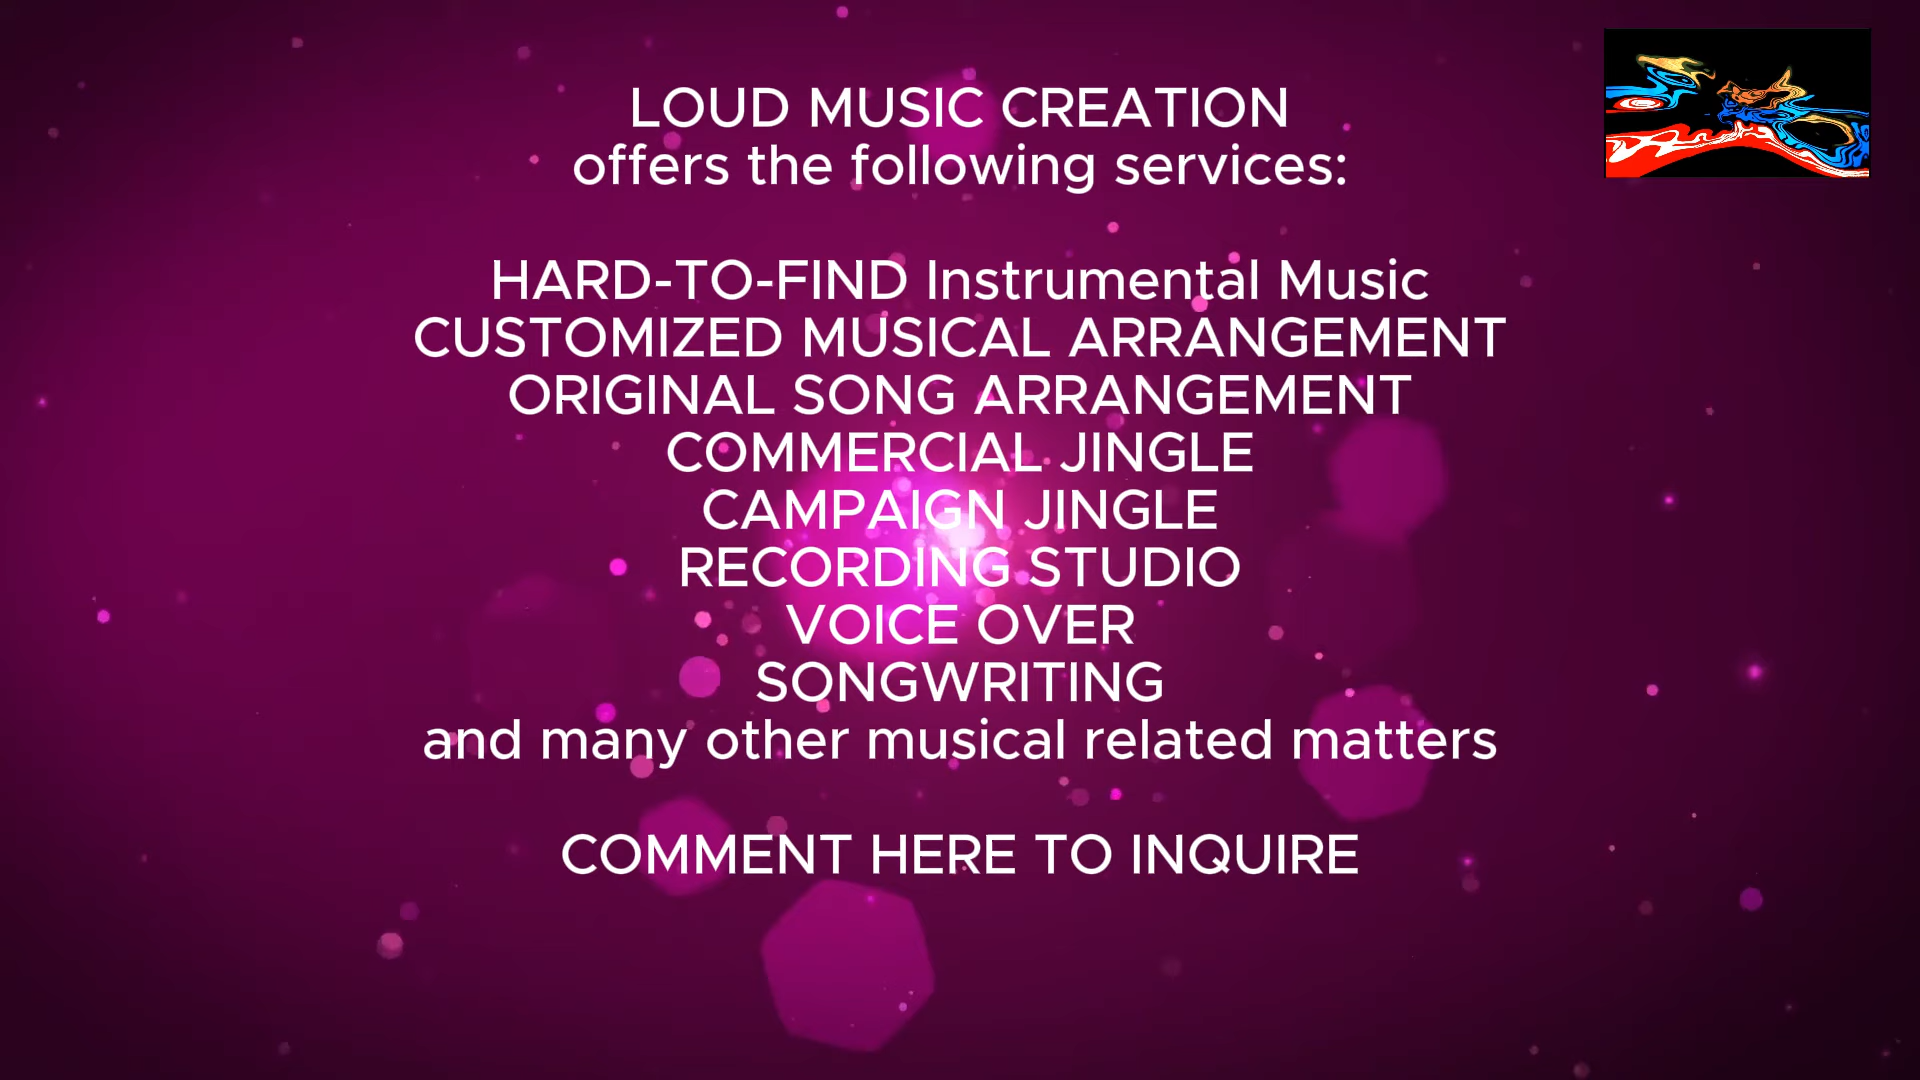 LOUD MUSIC CREATION
offers the following services:
HARD-TO-FIND Instrumental Music
CUSTOMIZED MUSICAL ARRANGEMENT
ORIGINAL SONG ARRANGEMENT
COMMERCIAL JINGLE
CAMPAIGN JINGLE
RECORDING STUDIO
VOICE OVER
SONGWRITING
and many other musical related matters
COMMENT HERE TO INQUIRE